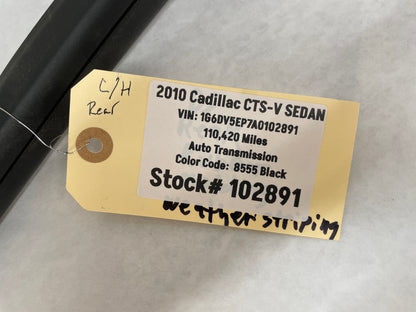 C/H
Rear
2010 Cadillac CTS-V SEDAN
VIN: 1G6DV5EP7A0102891
110,420 Miles
Auto Transmission
Color Code: 8555 Black
Stock# 102891
weather striping